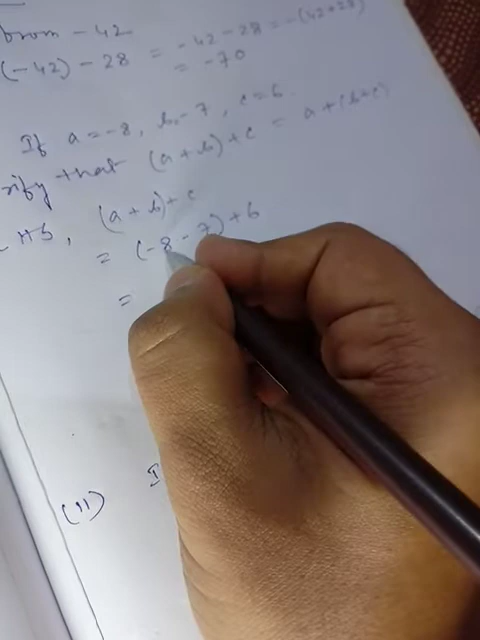 from - 42
(-42) - 28 = -42 - 28 = -(42+28)
= -70
If a = -8, b = -7, c = 6.
rify that (a+b)+c = a+(b+c)
HS, (a+b)+c
= (-8-7)+6
=
(11) I